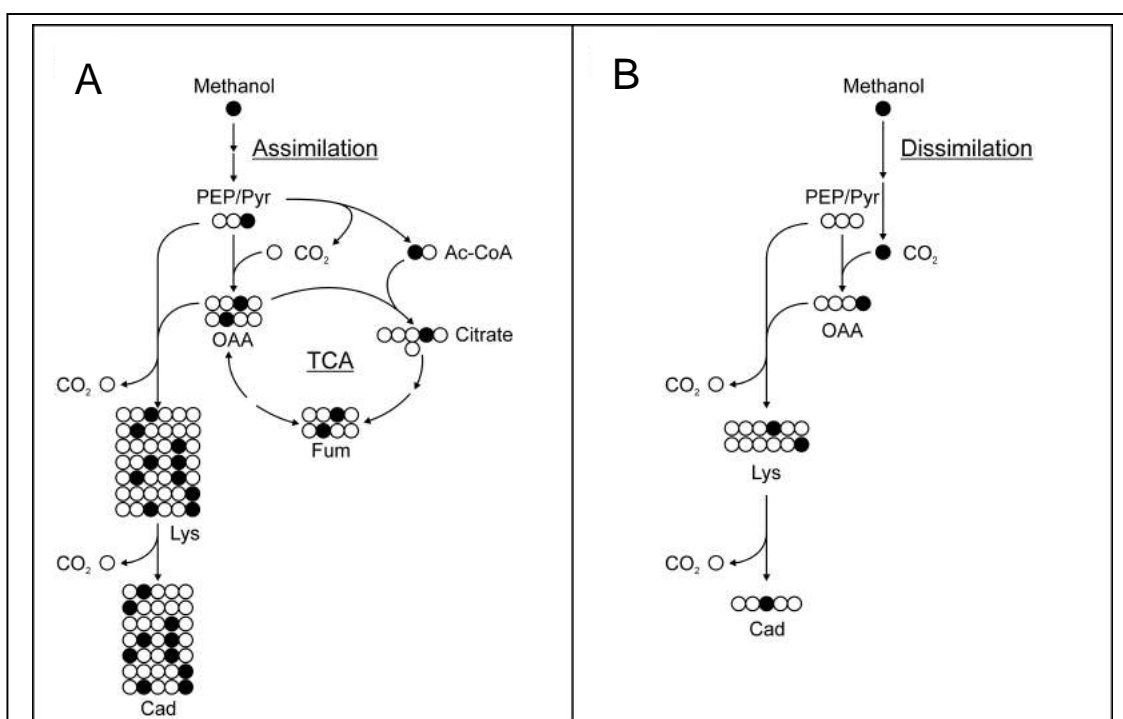 A
Methanol
Assimilation
PEP/Pyr
CO2
Ac-CoA
OAA
Citrate
TCA
CO2
Fum
Lys
CO2
Cad
B
Methanol
Dissimilation
PEP/Pyr
CO2
OAA
CO2
Lys
CO2
Cad